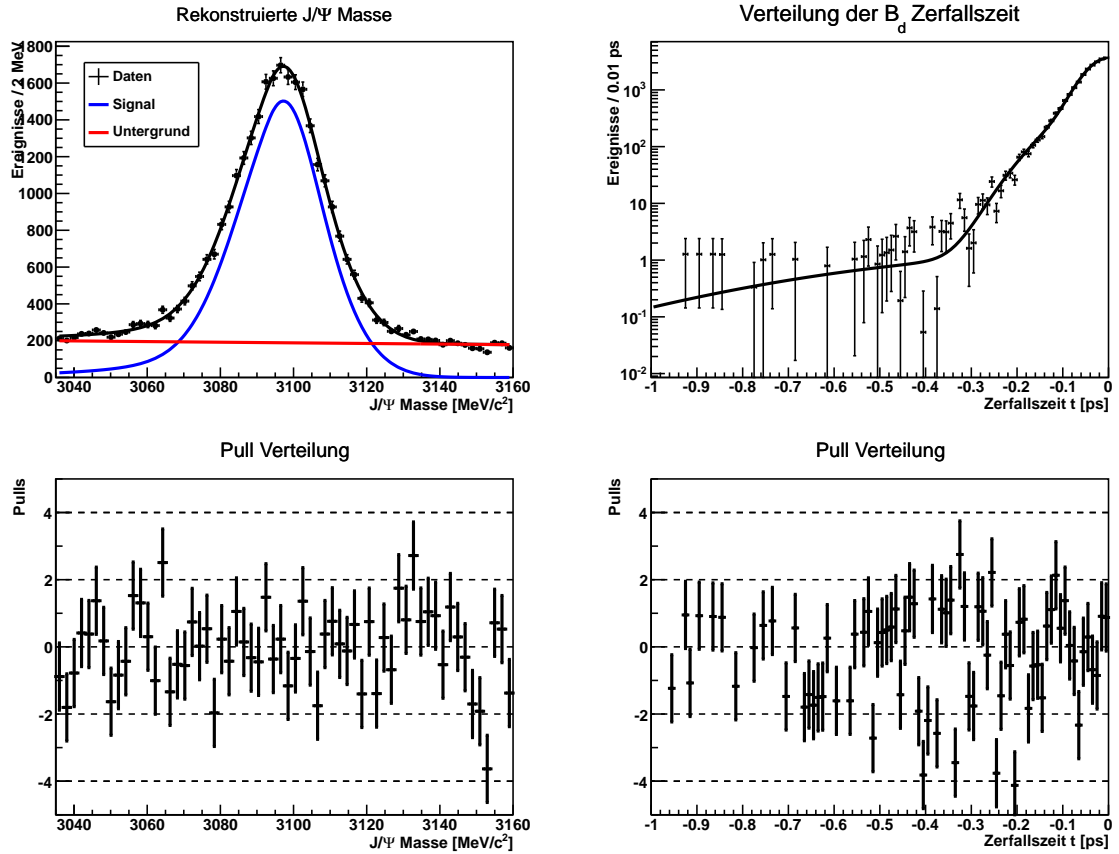 Rekonstruierte J/Ψ Masse
Ereignisse / 2 MeV
1800
1600
1400
1200
1000
800
600
400
200
0
Daten
Signal
Untergrund
3040 3060 3080 3100 3120 3140 3160
J/Ψ Masse [MeV/c²]
Verteilung der B_d Zerfallszeit
Ereignisse / 0.01 ps
10³
10²
10
1
10⁻¹
10⁻²
-1 -0.9 -0.8 -0.7 -0.6 -0.5 -0.4 -0.3 -0.2 -0.1 0
Zerfallszeit t [ps]
Pull Verteilung
Pulls
4
2
0
-2
-4
3040 3060 3080 3100 3120 3140 3160
J/Ψ Masse [MeV/c²]
Pull Verteilung
Pulls
4
2
0
-2
-4
-1 -0.9 -0.8 -0.7 -0.6 -0.5 -0.4 -0.3 -0.2 -0.1 0
Zerfallszeit t [ps]